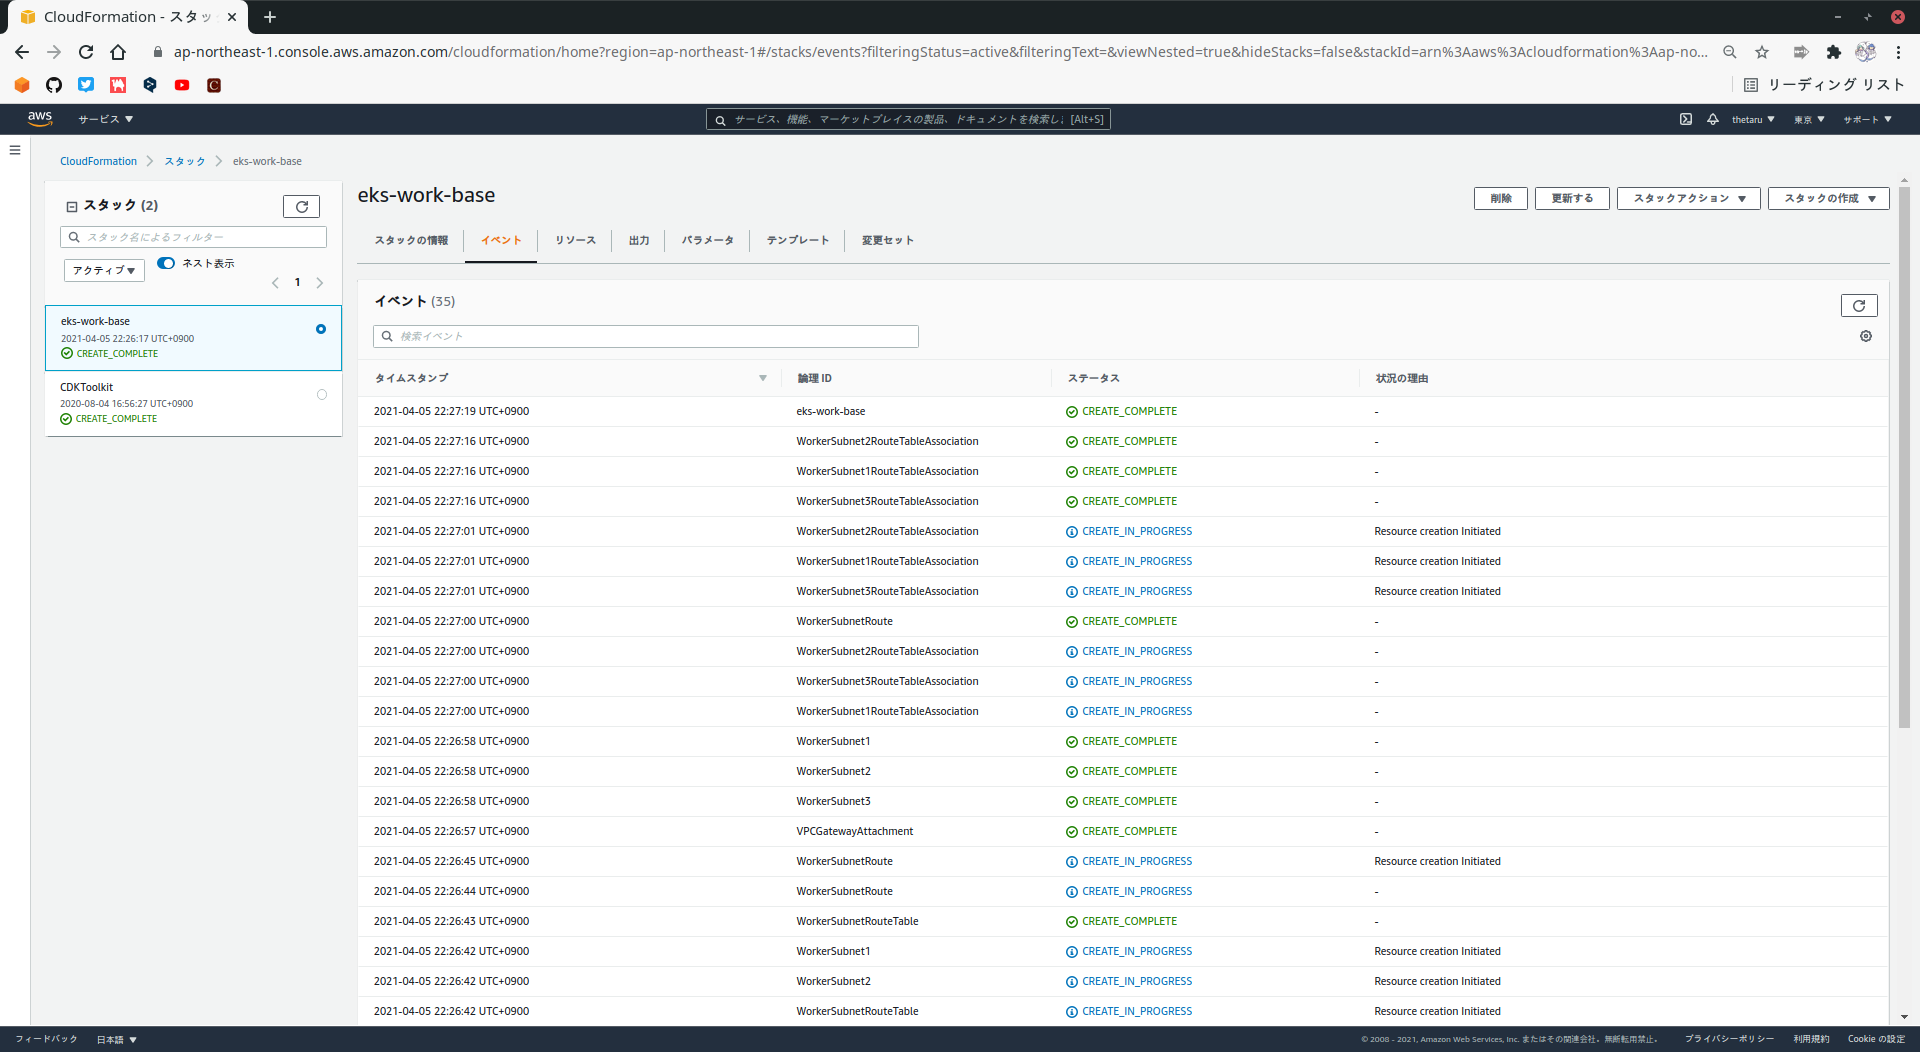 CloudFormation - スタッ
ap-northeast-1.console.aws.amazon.com/cloudformation/home?region=ap-northeast-1#/stacks/events?filteringStatus=active&filteringText=&viewNested=true&hideStacks=false&stackId=arn%3Aaws%3Acloudformation%3Aap-no...
リーディング リスト
aws
サービス ▼
サービス、機能、マーケットプレイスの製品、ドキュメントを検索し [Alt+S]
thetaru ▼
東京 ▼
サポート ▼
CloudFormation > スタック > eks-work-base
スタック (2)
スタック名によるフィルター
アクティブ ▼
ネスト表示
< 1 >
eks-work-base
2021-04-05 22:26:17 UTC+0900
CREATE_COMPLETE
CDKToolkit
2020-08-04 16:56:27 UTC+0900
CREATE_COMPLETE
eks-work-base
削除
更新する
スタックアクション ▼
スタックの作成 ▼
スタックの情報
イベント
リソース
出力
パラメータ
テンプレート
変更セット
イベント (35)
検索イベント
タイムスタンプ ▼ 論理 ID ステータス 状況の理由
2021-04-05 22:27:19 UTC+0900 eks-work-base CREATE_COMPLETE -
2021-04-05 22:27:16 UTC+0900 WorkerSubnet2RouteTableAssociation CREATE_COMPLETE -
2021-04-05 22:27:16 UTC+0900 WorkerSubnet1RouteTableAssociation CREATE_COMPLETE -
2021-04-05 22:27:16 UTC+0900 WorkerSubnet3RouteTableAssociation CREATE_COMPLETE -
2021-04-05 22:27:01 UTC+0900 WorkerSubnet2RouteTableAssociation CREATE_IN_PROGRESS Resource creation Initiated
2021-04-05 22:27:01 UTC+0900 WorkerSubnet1RouteTableAssociation CREATE_IN_PROGRESS Resource creation Initiated
2021-04-05 22:27:01 UTC+0900 WorkerSubnet3RouteTableAssociation CREATE_IN_PROGRESS Resource creation Initiated
2021-04-05 22:27:00 UTC+0900 WorkerSubnetRoute CREATE_COMPLETE -
2021-04-05 22:27:00 UTC+0900 WorkerSubnet2RouteTableAssociation CREATE_IN_PROGRESS -
2021-04-05 22:27:00 UTC+0900 WorkerSubnet3RouteTableAssociation CREATE_IN_PROGRESS -
2021-04-05 22:27:00 UTC+0900 WorkerSubnet1RouteTableAssociation CREATE_IN_PROGRESS -
2021-04-05 22:26:58 UTC+0900 WorkerSubnet1 CREATE_COMPLETE -
2021-04-05 22:26:58 UTC+0900 WorkerSubnet2 CREATE_COMPLETE -
2021-04-05 22:26:58 UTC+0900 WorkerSubnet3 CREATE_COMPLETE -
2021-04-05 22:26:57 UTC+0900 VPCGatewayAttachment CREATE_COMPLETE -
2021-04-05 22:26:45 UTC+0900 WorkerSubnetRoute CREATE_IN_PROGRESS Resource creation Initiated
2021-04-05 22:26:44 UTC+0900 WorkerSubnetRoute CREATE_IN_PROGRESS -
2021-04-05 22:26:43 UTC+0900 WorkerSubnetRouteTable CREATE_COMPLETE -
2021-04-05 22:26:42 UTC+0900 WorkerSubnet1 CREATE_IN_PROGRESS Resource creation Initiated
2021-04-05 22:26:42 UTC+0900 WorkerSubnet2 CREATE_IN_PROGRESS Resource creation Initiated
2021-04-05 22:26:42 UTC+0900 WorkerSubnetRouteTable CREATE_IN_PROGRESS Resource creation Initiated
フィードバック
日本語 ▼
© 2008 - 2021, Amazon Web Services, Inc. またはその関連会社。無断転用禁止。
プライバシーポリシー
利用規約
Cookie の設定